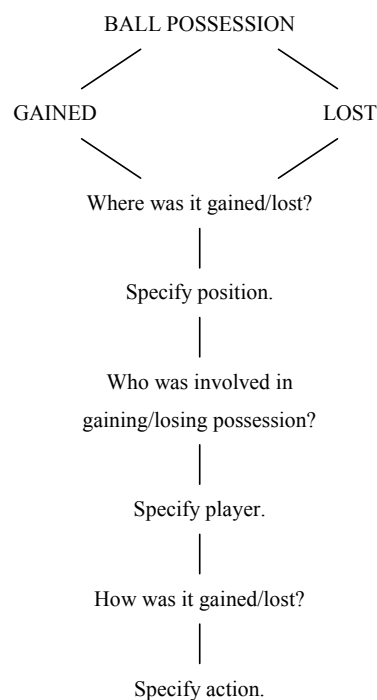 BALL POSSESSION
GAINED
LOST
Where was it gained/lost?
Specify position.
Who was involved in
gaining/losing possession?
Specify player.
How was it gained/lost?
Specify action.